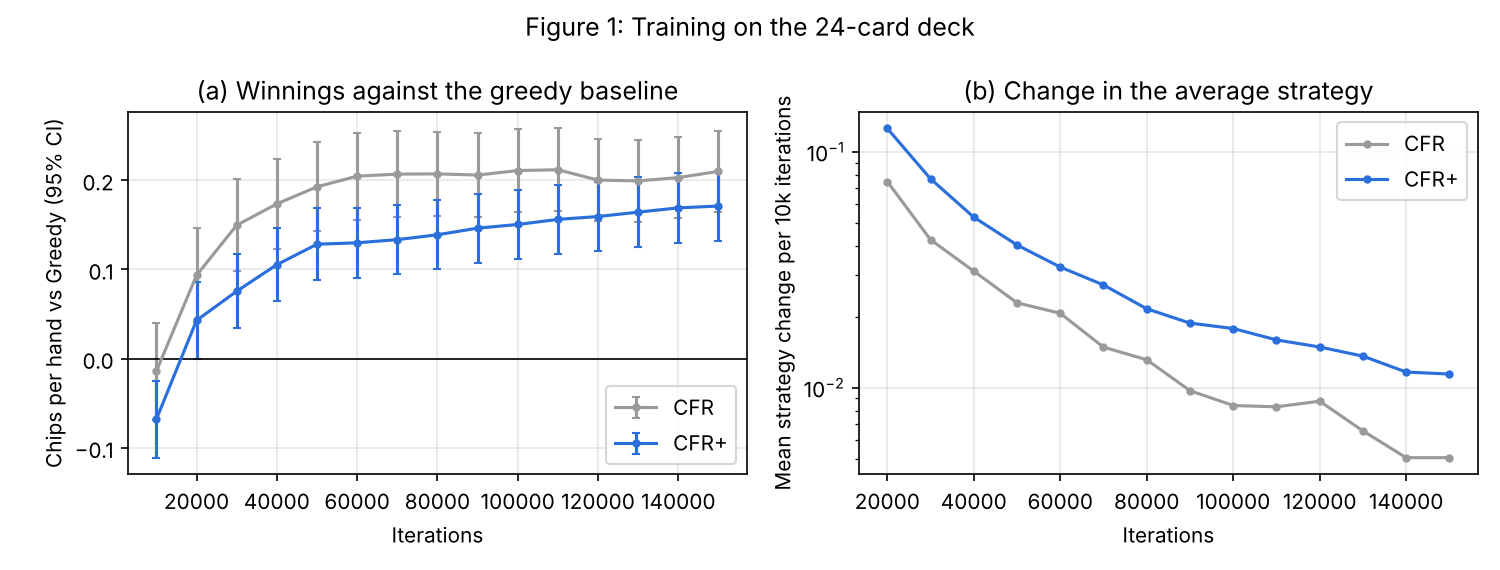 Figure 1: Training on the 24-card deck
(a) Winnings against the greedy baseline
Chips per hand vs Greedy (95% CI)
0.2
0.1
0.0
−0.1
CFR
CFR+
20000 40000 60000 80000 100000 120000 140000
Iterations
(b) Change in the average strategy
Mean strategy change per 10k iterations
10⁻¹
10⁻²
CFR
CFR+
20000 40000 60000 80000 100000 120000 140000
Iterations